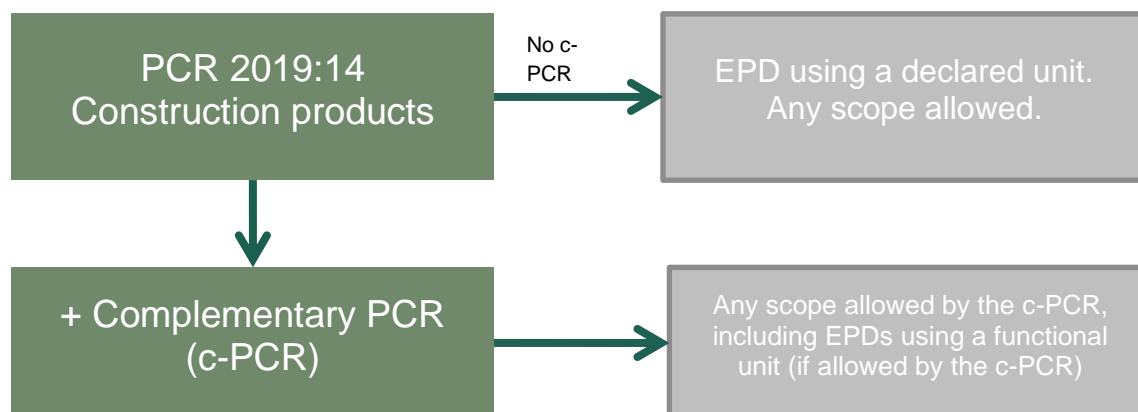 PCR 2019:14
Construction products
No c-
PCR
EPD using a declared unit.
Any scope allowed.
+ Complementary PCR
(c-PCR)
Any scope allowed by the c-PCR,
including EPDs using a functional
unit (if allowed by the c-PCR)